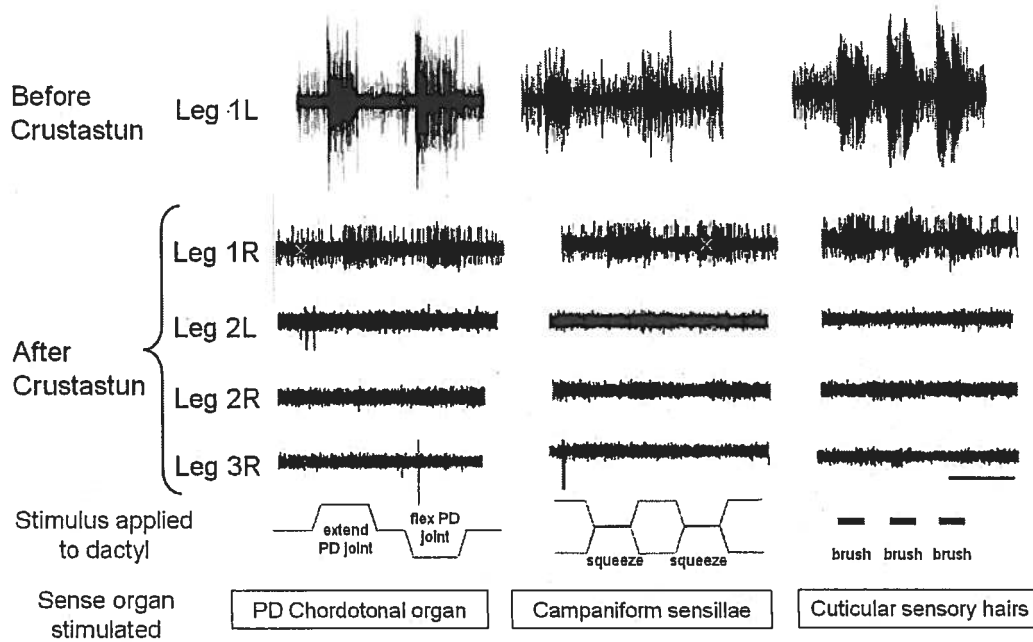 Before
Crustastun
Leg 1L
After
Crustastun
Leg 1R
Leg 2L
Leg 2R
Leg 3R
Stimulus applied
to dactyl
extend
PD joint
flex PD
joint
squeeze squeeze
brush brush brush
Sense organ
stimulated
PD Chordotonal organ
Campaniform sensillae
Cuticular sensory hairs